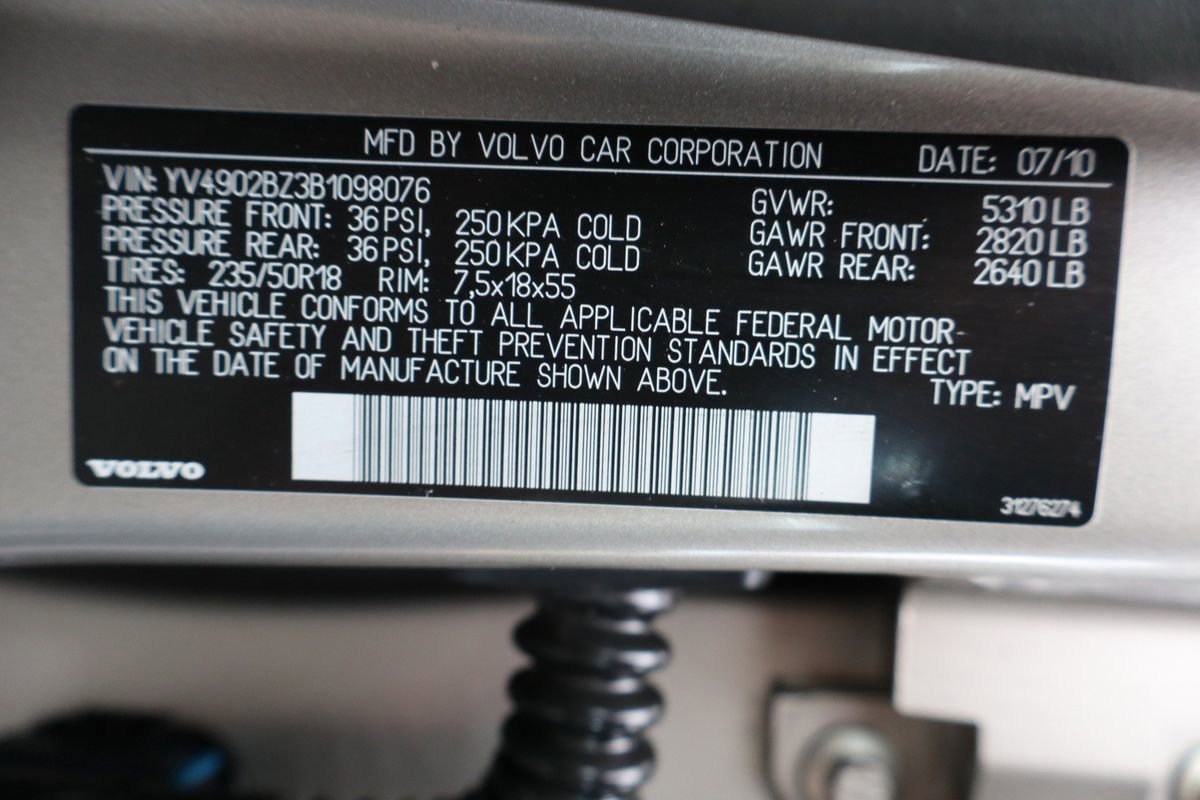 MFD BY VOLVO CAR CORPORATION DATE: 07/10
VIN: YV4902BZ3B1098076 GVWR: 5310 LB
PRESSURE FRONT: 36 PSI, 250 KPA COLD GAWR FRONT: 2820 LB
PRESSURE REAR: 36 PSI, 250 KPA COLD GAWR REAR: 2640 LB
TIRES: 235/50R18 RIM: 7,5x18x55
THIS VEHICLE CONFORMS TO ALL APPLICABLE FEDERAL MOTOR-
VEHICLE SAFETY AND THEFT PREVENTION STANDARDS IN EFFECT
ON THE DATE OF MANUFACTURE SHOWN ABOVE. TYPE: MPV
VOLVO 31276274